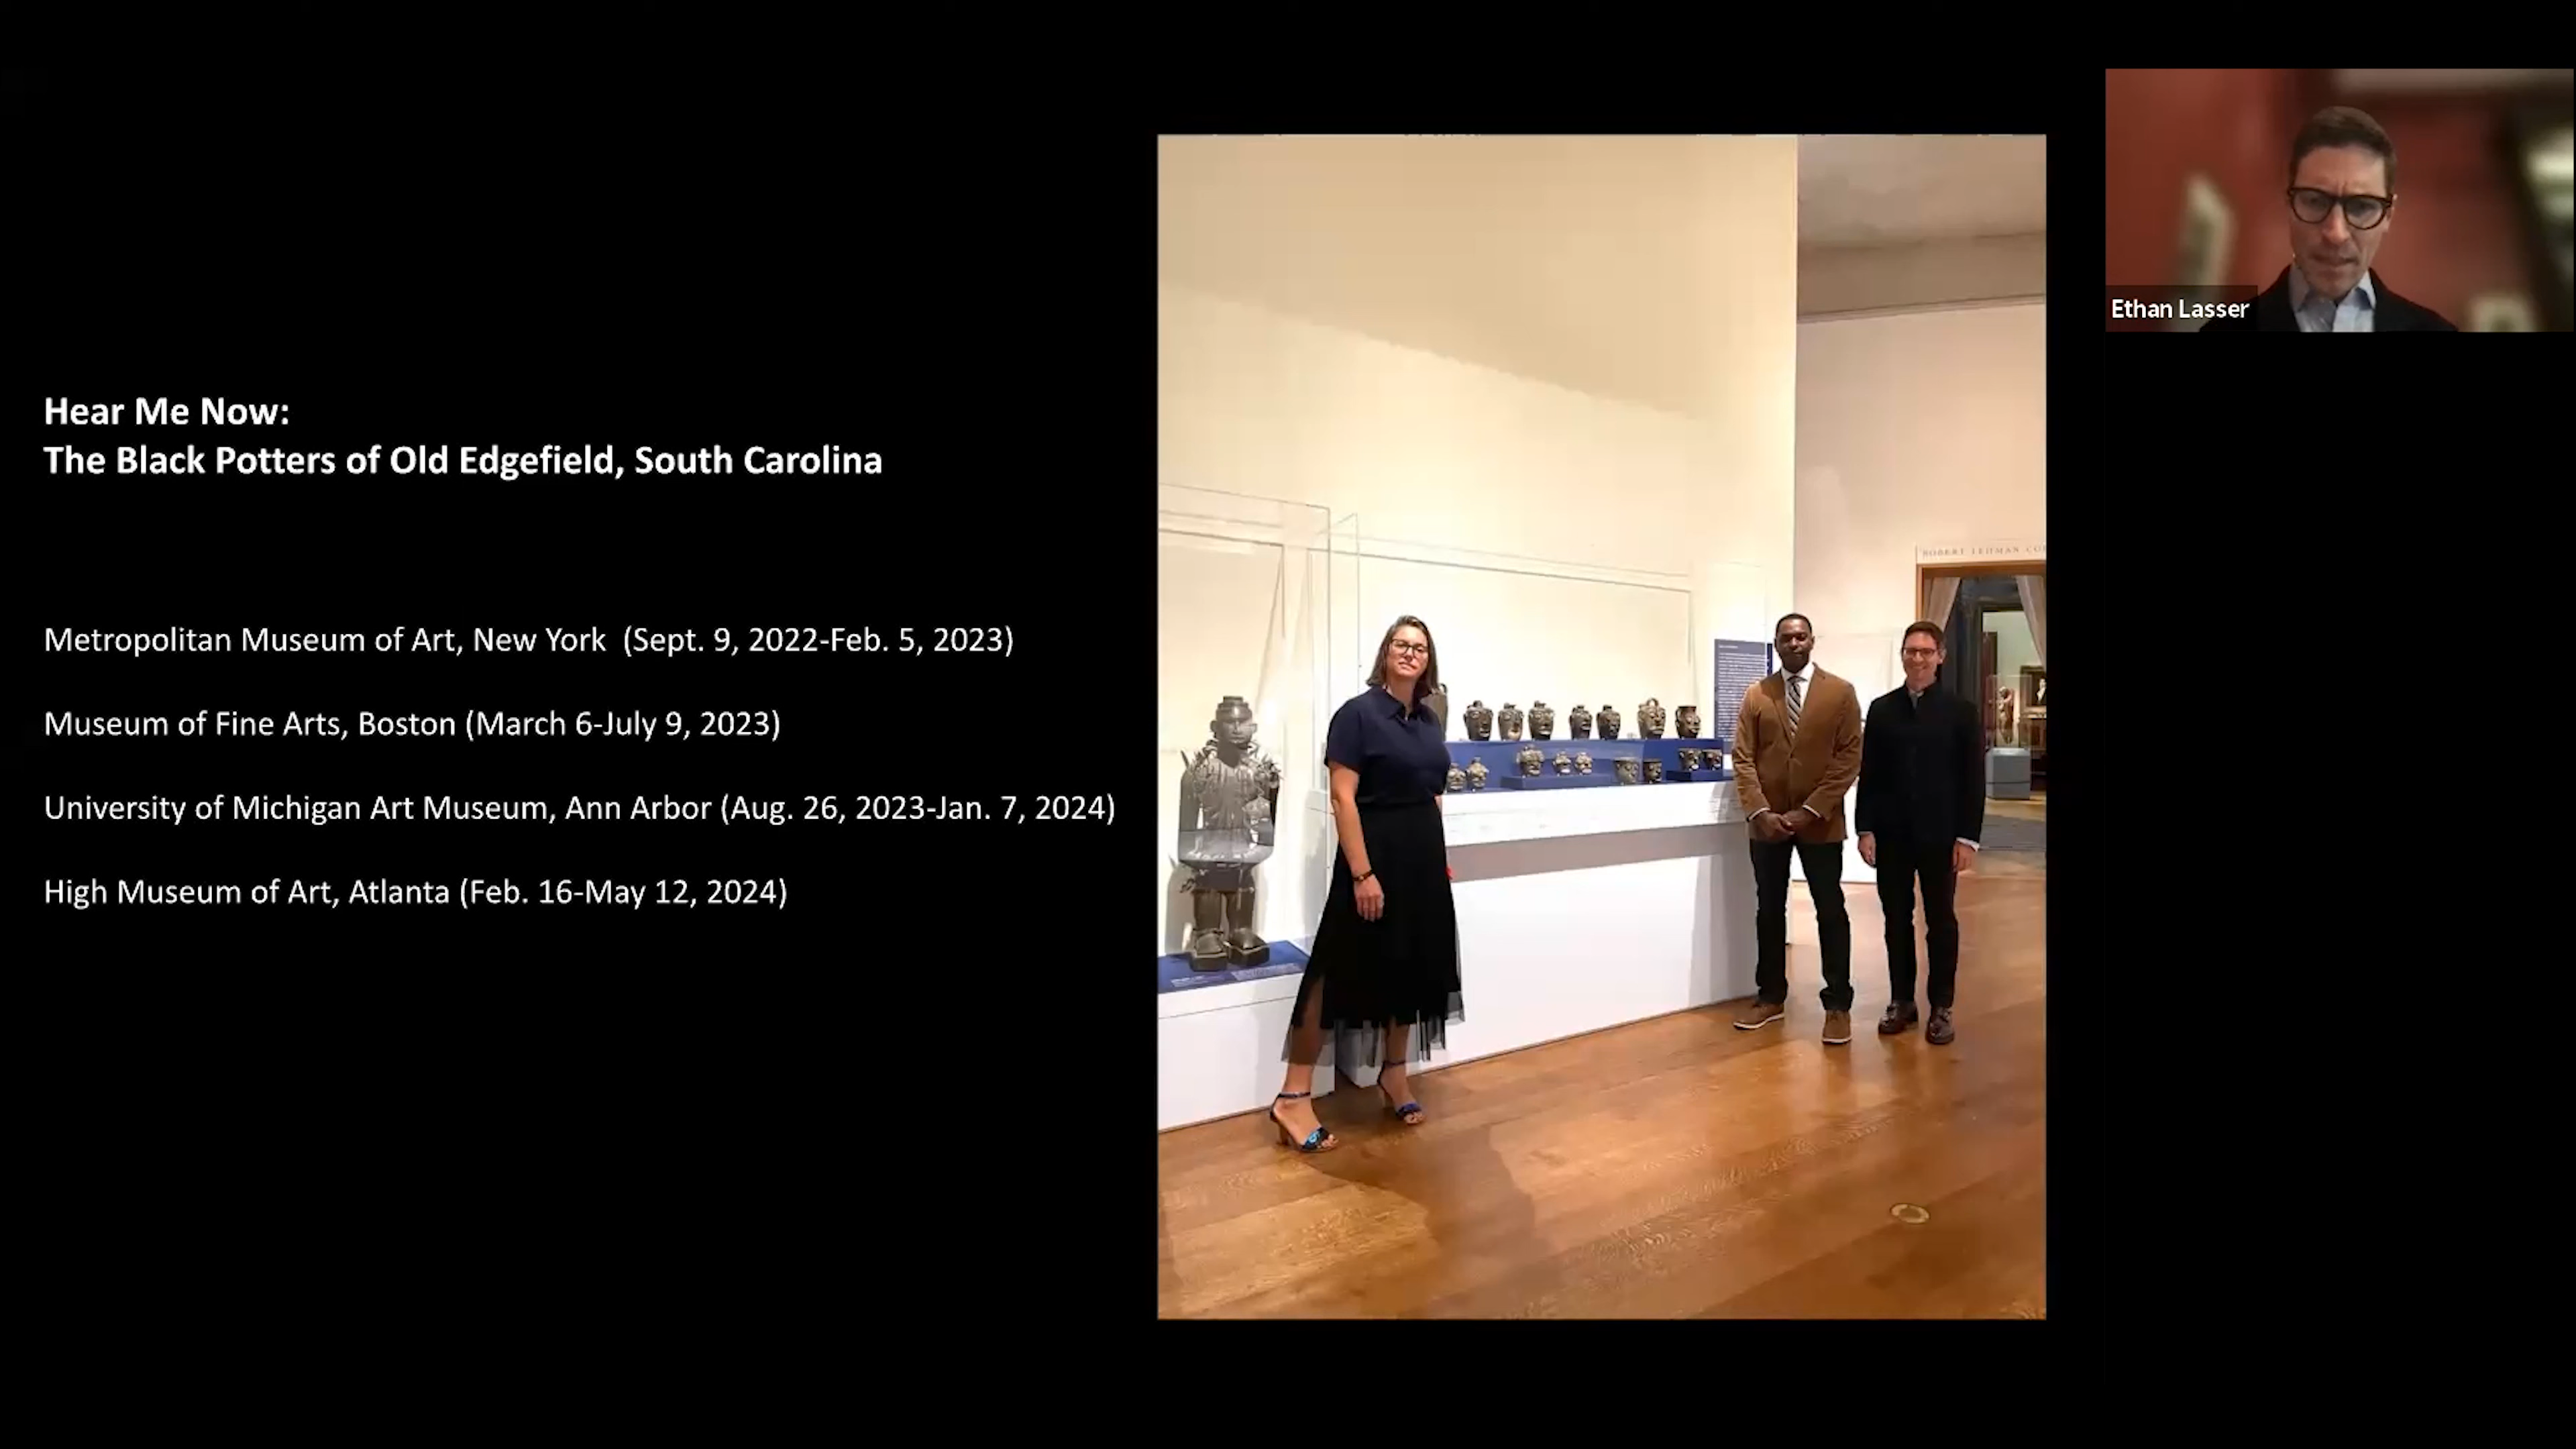 Hear Me Now:
The Black Potters of Old Edgefield, South Carolina
Metropolitan Museum of Art, New York (Sept. 9, 2022-Feb. 5, 2023)
Museum of Fine Arts, Boston (March 6-July 9, 2023)
University of Michigan Art Museum, Ann Arbor (Aug. 26, 2023-Jan. 7, 2024)
High Museum of Art, Atlanta (Feb. 16-May 12, 2024)
ROBERT LEHMAN
Ethan Lasser